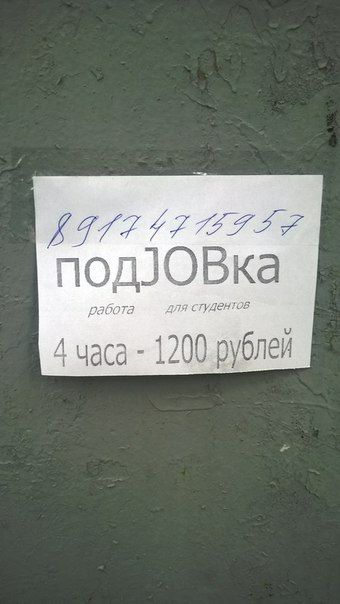 89174715957
подJOBка
работа для студентов
4 часа - 1200 рублей